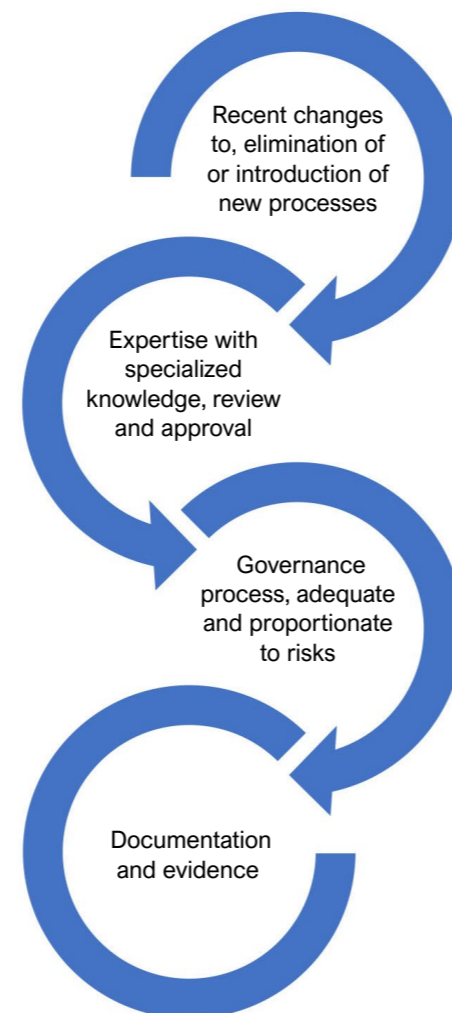 Recent changes
to, elimination of
or introduction of
new processes
Expertise with
specialized
knowledge, review
and approval
Governance
process, adequate
and proportionate
to risks
Documentation
and evidence